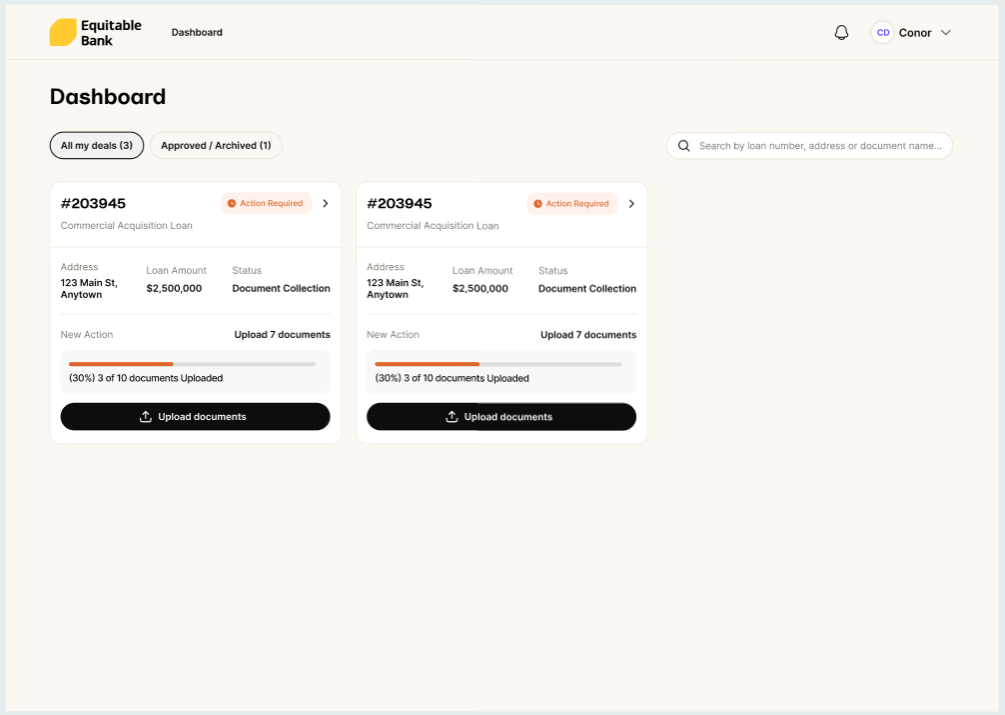 Equitable
Bank
Dashboard
CD Conor
Dashboard
All my deals (3)
Approved / Archived (1)
Search by loan number, address or document name...
#203945
Action Required
Commercial Acquisition Loan
Address
123 Main St,
Anytown
Loan Amount
$2,500,000
Status
Document Collection
New Action
Upload 7 documents
(30%) 3 of 10 documents Uploaded
Upload documents
#203945
Action Required
Commercial Acquisition Loan
Address
123 Main St,
Anytown
Loan Amount
$2,500,000
Status
Document Collection
New Action
Upload 7 documents
(30%) 3 of 10 documents Uploaded
Upload documents